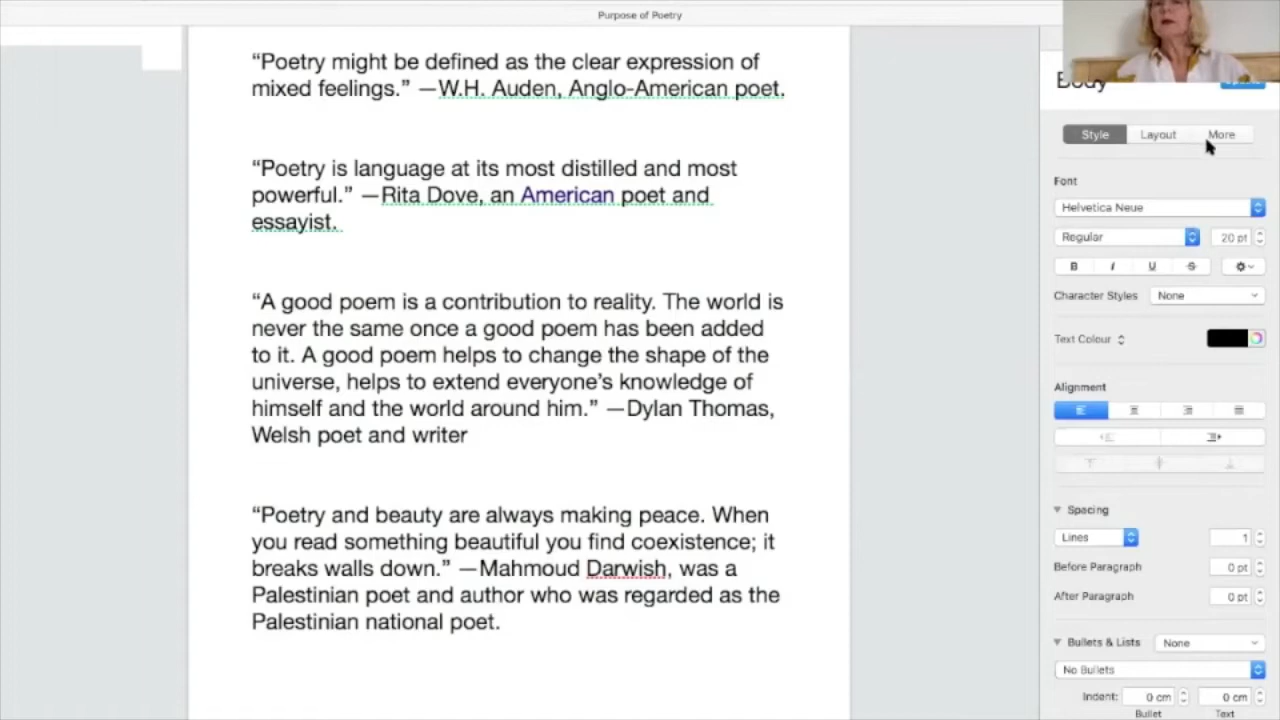 Purpose of Poetry
“Poetry might be defined as the clear expression of
mixed feelings.” —W.H. Auden, Anglo-American poet.
“Poetry is language at its most distilled and most
powerful.” —Rita Dove, an American poet and
essayist.
“A good poem is a contribution to reality. The world is
never the same once a good poem has been added
to it. A good poem helps to change the shape of the
universe, helps to extend everyone’s knowledge of
himself and the world around him.” —Dylan Thomas,
Welsh poet and writer
“Poetry and beauty are always making peace. When
you read something beautiful you find coexistence; it
breaks walls down.” —Mahmoud Darwish, was a
Palestinian poet and author who was regarded as the
Palestinian national poet.
Body
Style Layout More
Font
Helvetica Neue
Regular 20 pt
B I U S
Character Styles None
Text Colour
Alignment
Spacing
Lines 1
Before Paragraph 0 pt
After Paragraph 0 pt
Bullets & Lists None
No Bullets
Indent: 0 cm 0 cm
Bullet Text